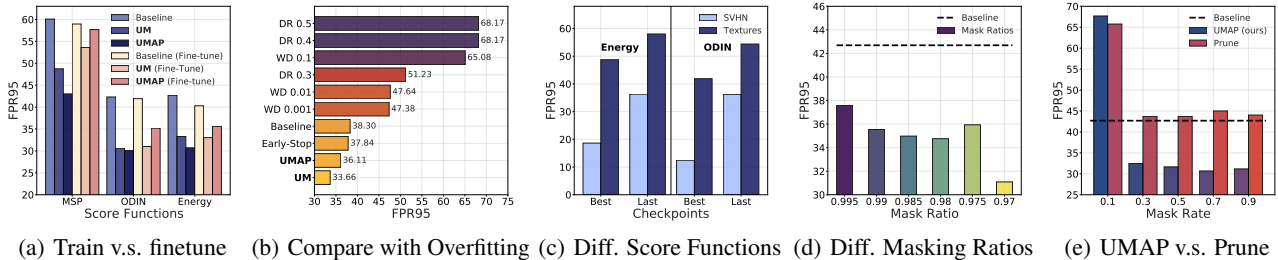 FPR95
60
55
50
45
40
35
30
25
20
MSP
ODIN
Energy
Score Functions
Baseline
UM
UMAP
Baseline (Fine-tune)
UM (Fine-Tune)
UMAP (Fine-tune)
(a) Train v.s. finetune
DR 0.5
68.17
DR 0.4
68.17
WD 0.1
65.08
DR 0.3
51.23
WD 0.01
47.64
WD 0.001
47.38
Baseline
38.30
Early-Stop
37.84
UMAP
36.11
UM
33.66
30 35 40 45 50 55 60 65 70 75
FPR95
(b) Compare with Overfitting
FPR95
60
50
40
30
20
10
0
SVHN
Textures
Energy
ODIN
Best
Last
Best
Last
Checkpoints
(c) Diff. Score Functions
FPR95
46
44
42
40
38
36
34
32
30
Baseline
Mask Ratios
0.995 0.99 0.985 0.98 0.975 0.97
Mask Ratio
(d) Diff. Masking Ratios
FPR95
70
65
60
55
50
45
40
35
30
25
Baseline
UMAP (ours)
Prune
0.1 0.3 0.5 0.7 0.9
Mask Rate
(e) UMAP v.s. Prune